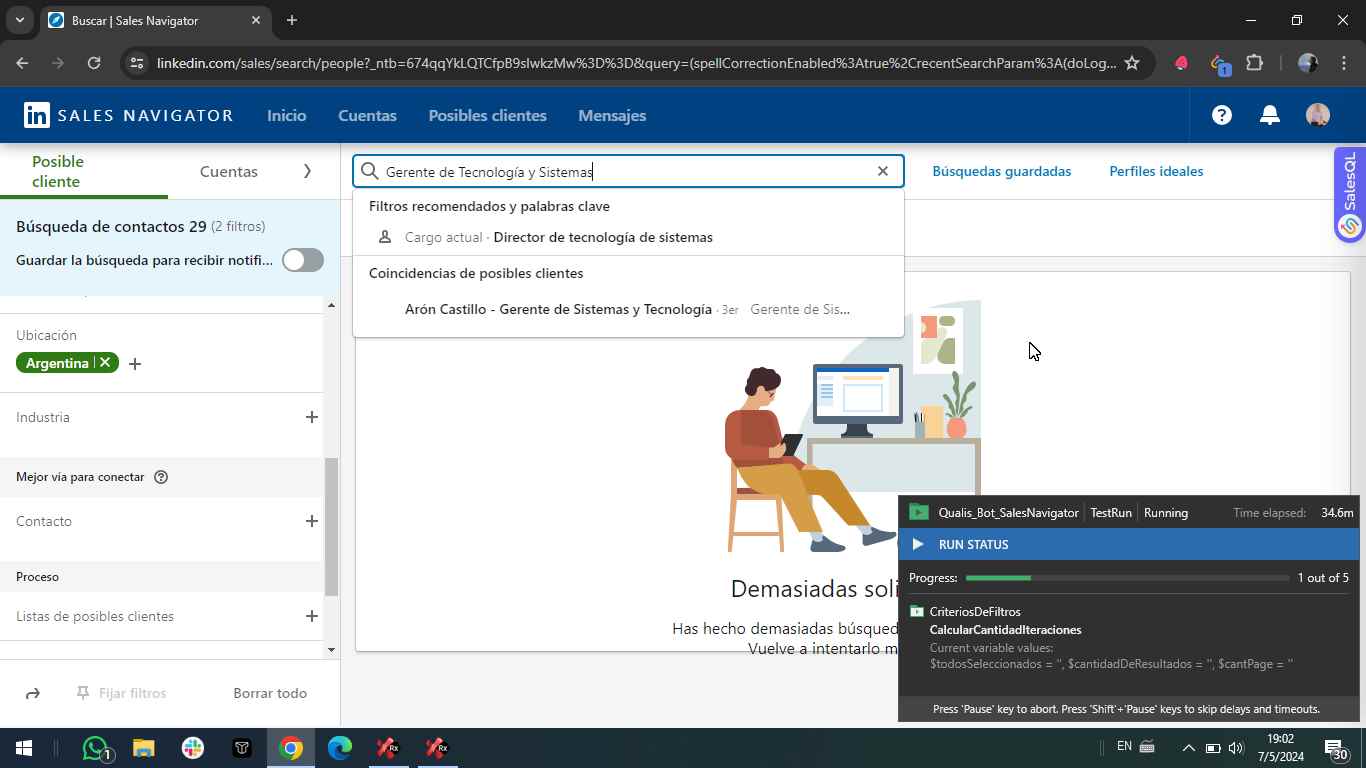 Buscar | Sales Navigator
linkedin.com/sales/search/people?_ntb=674qqYkLQTCfpB9slwkzMw%3D%3D&query=(spellCorrectionEnabled%3Atrue%2CrecentSearchParam%3A(doLog...
1
in SALES NAVIGATOR
Inicio
Cuentas
Posibles clientes
Mensajes
Posible
cliente
Cuentas
Gerente de Tecnología y Sistemas
Búsquedas guardadas
Perfiles ideales
SalesQL
Búsqueda de contactos 29 (2 filtros)
Guardar la búsqueda para recibir notifi...
Filtros recomendados y palabras clave
Cargo actual · Director de tecnología de sistemas
Coincidencias de posibles clientes
Arón Castillo - Gerente de Sistemas y Tecnología · 3er Gerente de Sis...
Ubicación
Argentina
Industria
Mejor vía para conectar
Contacto
Proceso
Listas de posibles clientes
Fijar filtros
Borrar todo
Demasiadas soli
Has hecho demasiadas búsqued
Vuelve a intentarlo m
Qualis_Bot_SalesNavigator
TestRun
Running
Time elapsed: 34.6m
RUN STATUS
Progress:
1 out of 5
CriteriosDeFiltros
CalcularCantidadIteraciones
Current variable values:
$todosSeleccionados = '', $cantidadDeResultados = '', $cantPage = ''
Press 'Pause' key to abort. Press 'Shift'+'Pause' keys to skip delays and timeouts.
1
Rx
Rx
EN
19:02
7/5/2024
30